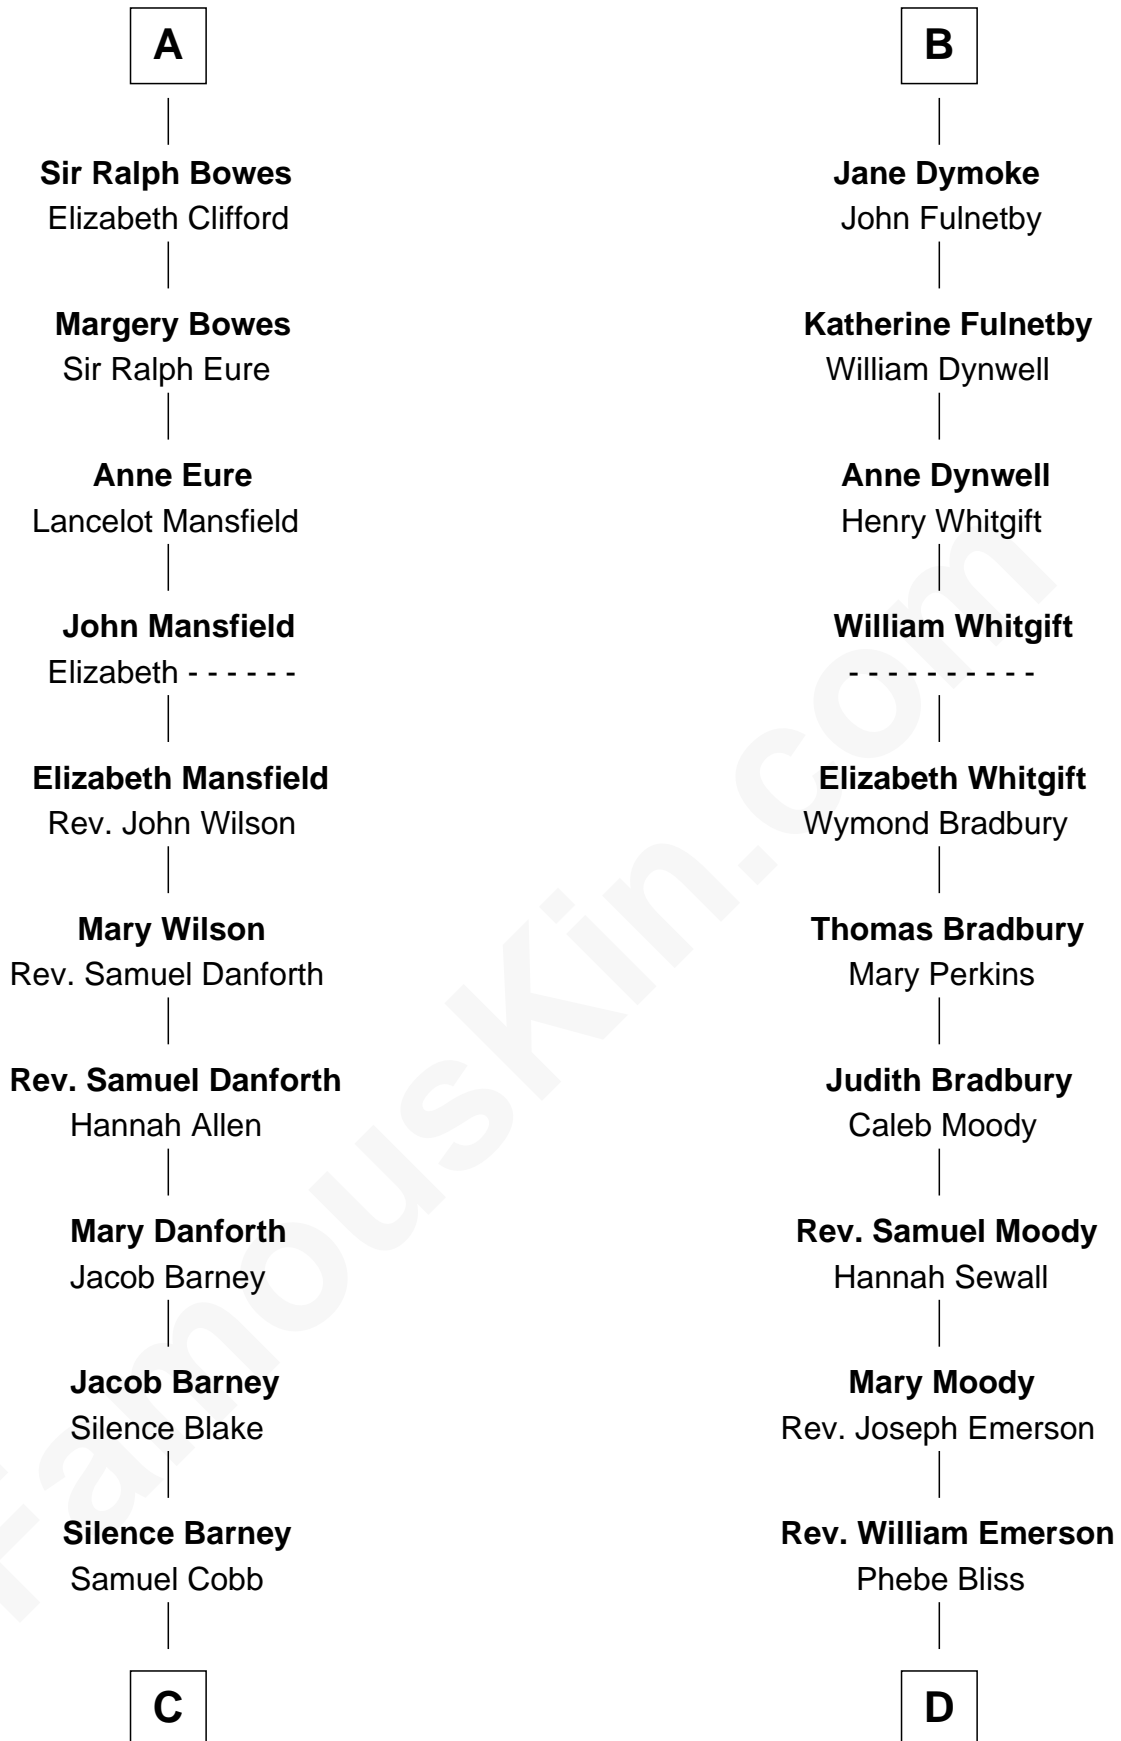 A
Sir Ralph Bowes
Elizabeth Clifford
Margery Bowes
Sir Ralph Eure
Anne Eure
Lancelot Mansfield
John Mansfield
Elizabeth - - - - - -
Elizabeth Mansfield
Rev. John Wilson
Mary Wilson
Rev. Samuel Danforth
Rev. Samuel Danforth
Hannah Allen
Mary Danforth
Jacob Barney
Jacob Barney
Silence Blake
Silence Barney
Samuel Cobb
C
B
Jane Dymoke
John Fulnetby
Katherine Fulnetby
William Dynwell
Anne Dynwell
Henry Whitgift
William Whitgift
- - - - - - - - - -
Elizabeth Whitgift
Wymond Bradbury
Thomas Bradbury
Mary Perkins
Judith Bradbury
Caleb Moody
Rev. Samuel Moody
Hannah Sewall
Mary Moody
Rev. Joseph Emerson
Rev. William Emerson
Phebe Bliss
D
FamousKin.com